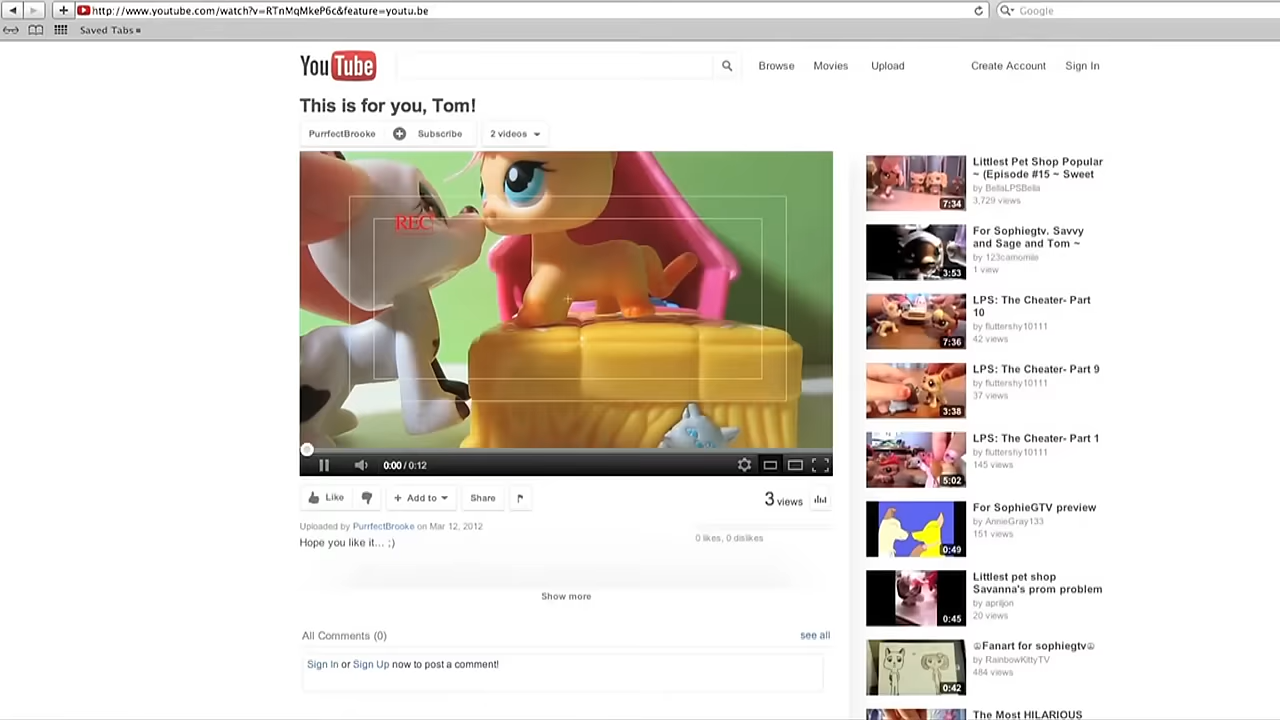 http://www.youtube.com/watch?v=RTnMqMkeP6c&feature=youtu.be
Google
Saved Tabs
YouTube
Browse
Movies
Upload
Create Account
Sign In
This is for you, Tom!
PurrfectBrooke
Subscribe
2 videos
REC
0:00 / 0:12
Like
Add to
Share
3 views
Uploaded by PurrfectBrooke on Mar 12, 2012
0 likes, 0 dislikes
Hope you like it... ;)
Show more
All Comments (0)
see all
Sign In or Sign Up now to post a comment!
7:34
Littlest Pet Shop Popular
~ (Episode #15 ~ Sweet
by BellaLPSBella
3,729 views
3:53
For Sophiegtv. Savvy
and Sage and Tom ~
by 123camomile
1 view
7:36
LPS: The Cheater- Part
10
by fluttershy10111
42 views
3:38
LPS: The Cheater- Part 9
by fluttershy10111
37 views
5:02
LPS: The Cheater- Part 1
by fluttershy10111
145 views
0:49
For SophieGTV preview
by AnnieGray133
151 views
0:45
Littlest pet shop
Savanna's prom problem
by apriljon
20 views
0:42
☮Fanart for sophiegtv☮
by RainbowKittyTV
484 views
The Most HILARIOUS